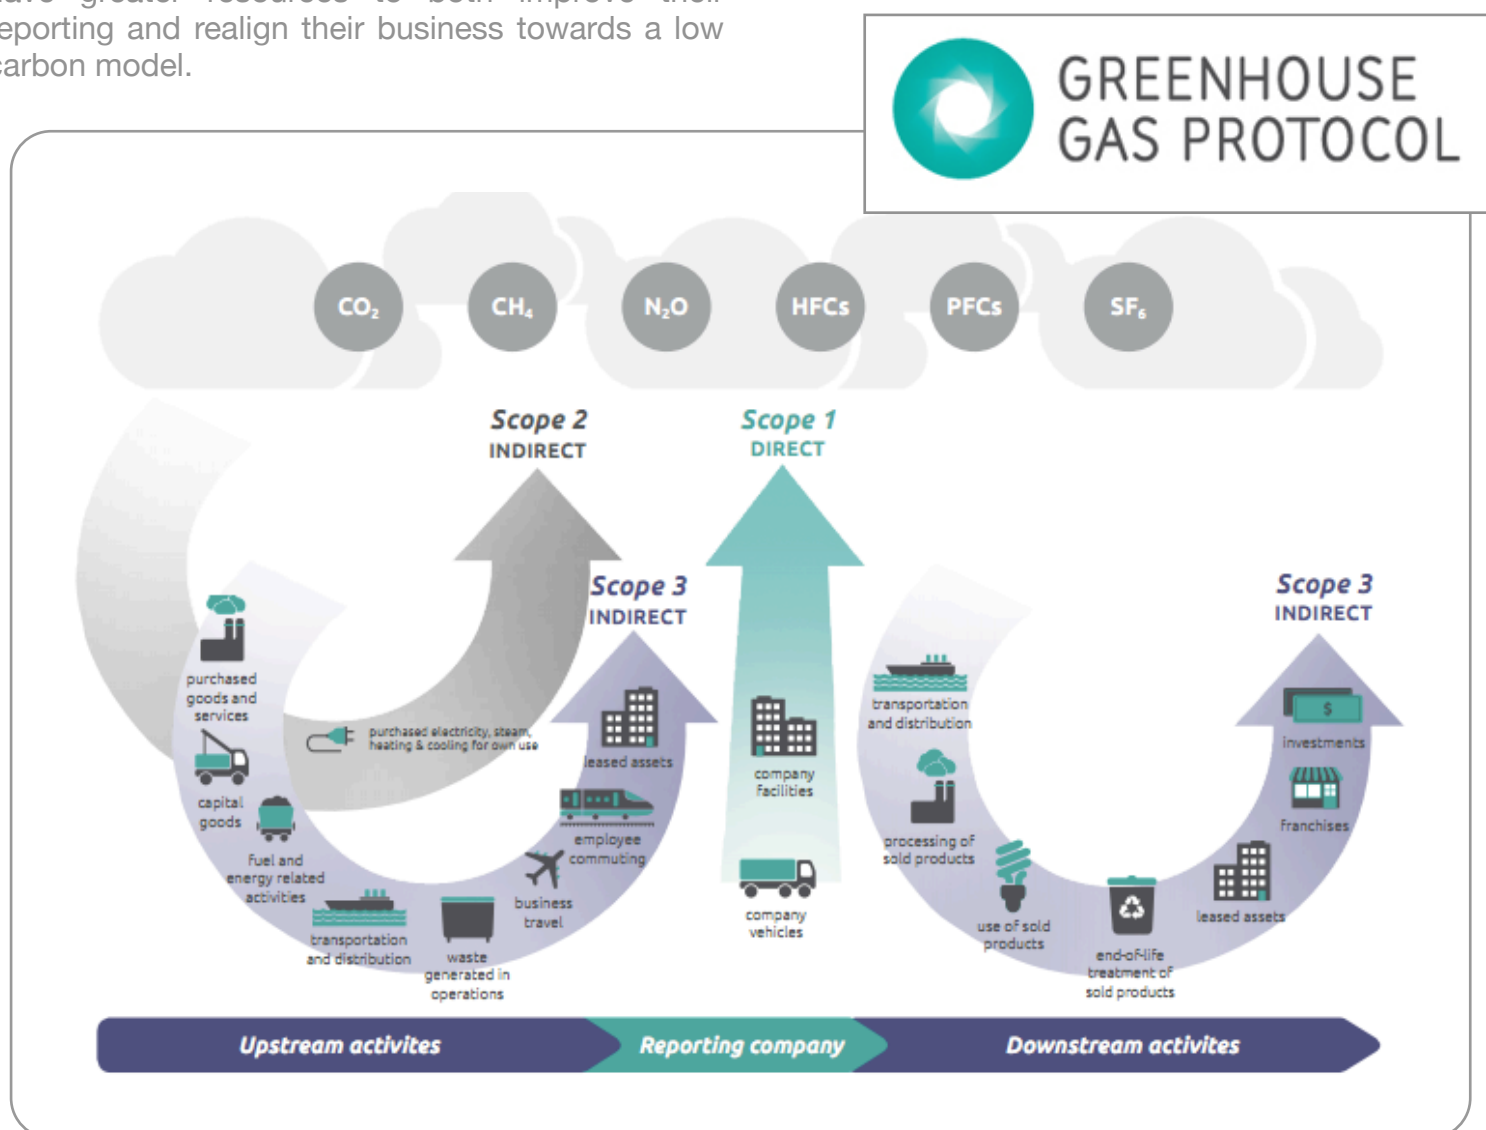 reporting and realign their business towards a low
carbon model.
GREENHOUSE
GAS PROTOCOL
CO₂
CH₄
N₂O
HFCs
PFCs
SF₆
Scope 2
INDIRECT
Scope 1
DIRECT
Scope 3
INDIRECT
Scope 3
INDIRECT
purchased
goods and
services
capital
goods
fuel and
energy related
activities
transportation
and distribution
waste
generated in
operations
business
travel
employee
commuting
leased assets
purchased electricity, steam,
heating & cooling for own use
company
facilities
company
vehicles
transportation
and distribution
processing of
sold products
use of sold
products
end-of-life
treatment of
sold products
leased assets
franchises
investments
$
Upstream activites
Reporting company
Downstream activites